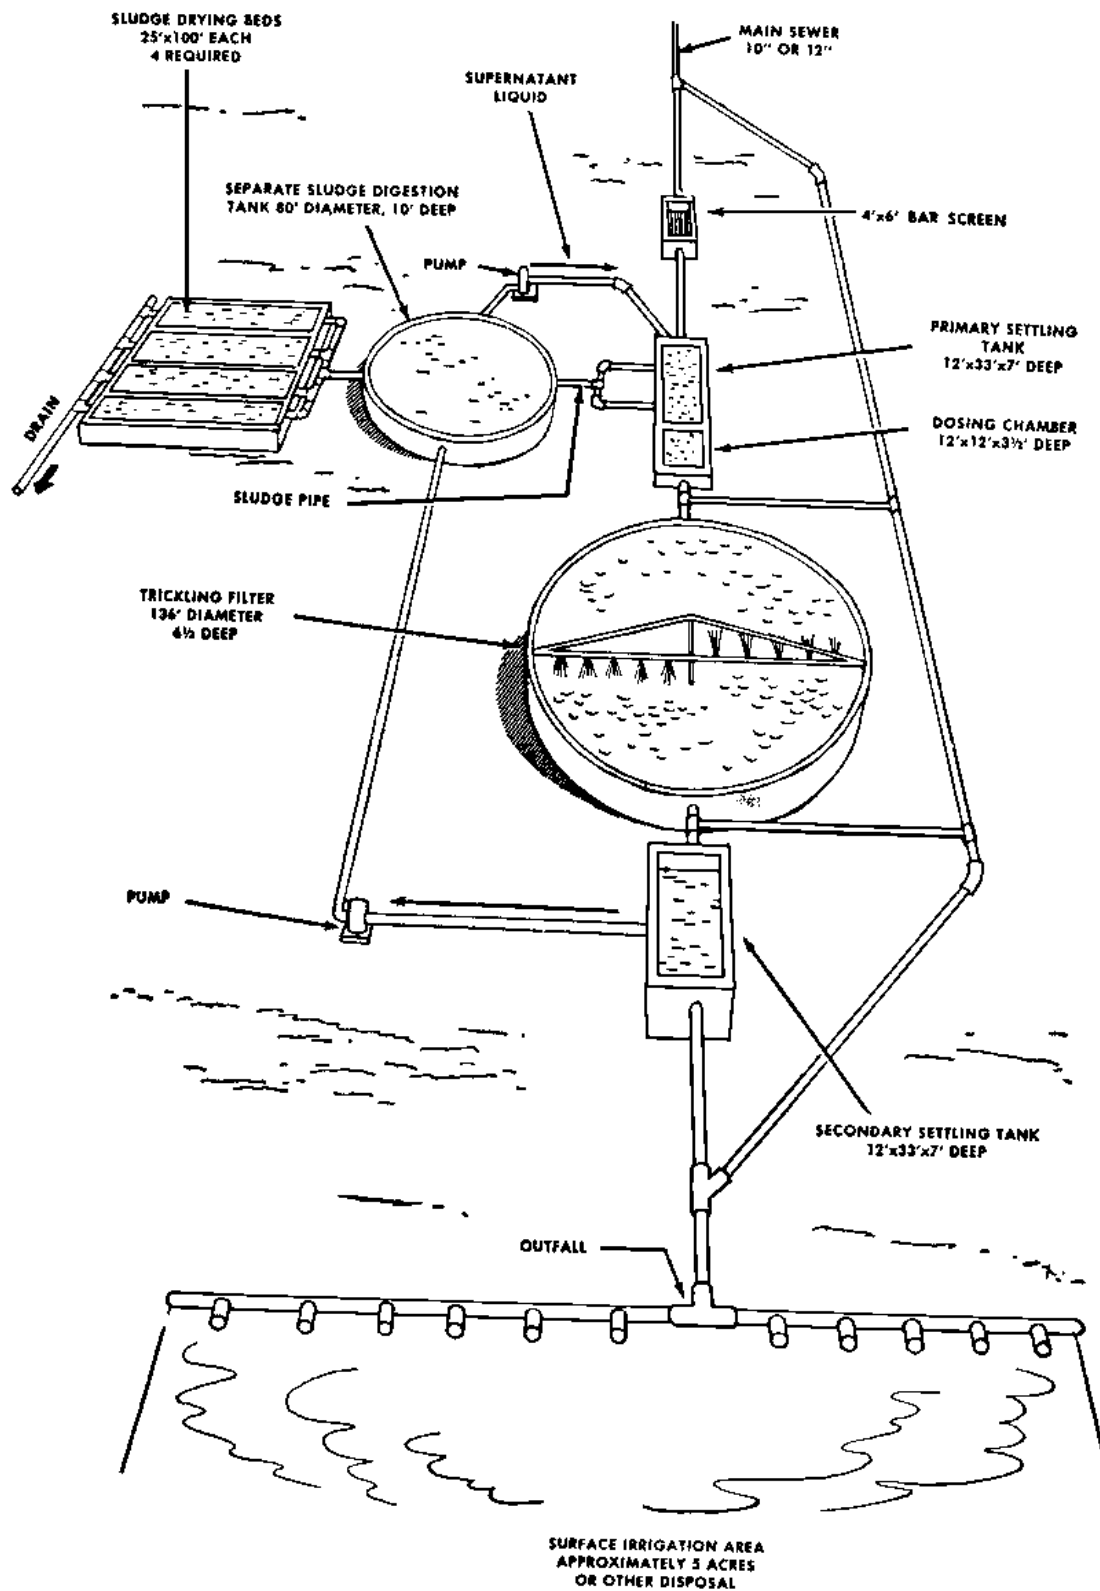 SLUDGE DRYING BEDS
25'x100' EACH
4 REQUIRED
MAIN SEWER
10" OR 12"
SUPERNATANT
LIQUID
SEPARATE SLUDGE DIGESTION
TANK 80' DIAMETER, 10' DEEP
4'x6' BAR SCREEN
PUMP
PRIMARY SETTLING
TANK
12'x33'x7' DEEP
DRAIN
DOSING CHAMBER
12'x12'x3½' DEEP
SLUDGE PIPE
TRICKLING FILTER
136' DIAMETER
6½ DEEP
PUMP
SECONDARY SETTLING TANK
12'x33'x7' DEEP
OUTFALL
SURFACE IRRIGATION AREA
APPROXIMATELY 5 ACRES
OR OTHER DISPOSAL